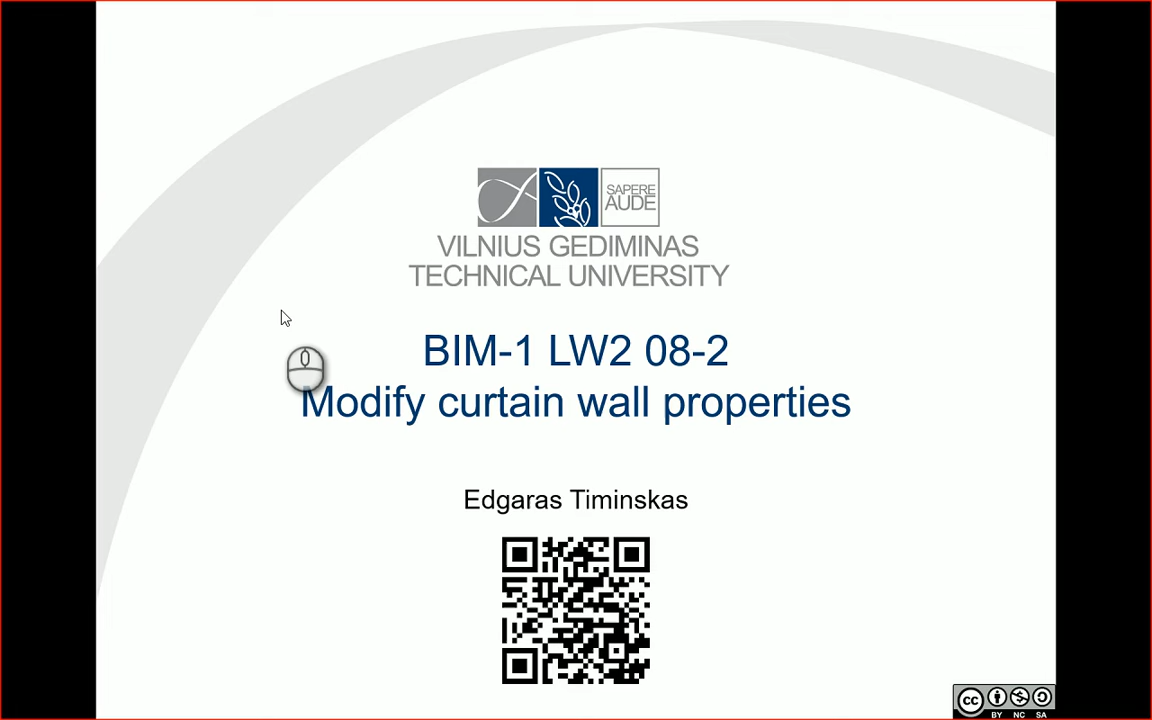 SAPERE
AUDE
VILNIUS GEDIMINAS
TECHNICAL UNIVERSITY
BIM-1 LW2 08-2
Modify curtain wall properties
Edgaras Timinskas
cc
BY NC SA